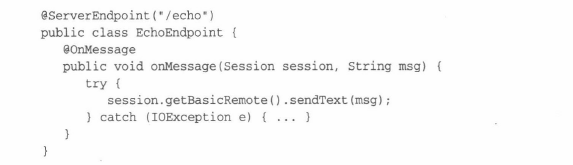 @ServerEndpoint("/echo")
public class EchoEndpoint {
@OnMessage
public void onMessage(Session session, String msg) {
try {
session.getBasicRemote().sendText(msg);
} catch (IOException e) { ... }
}
}